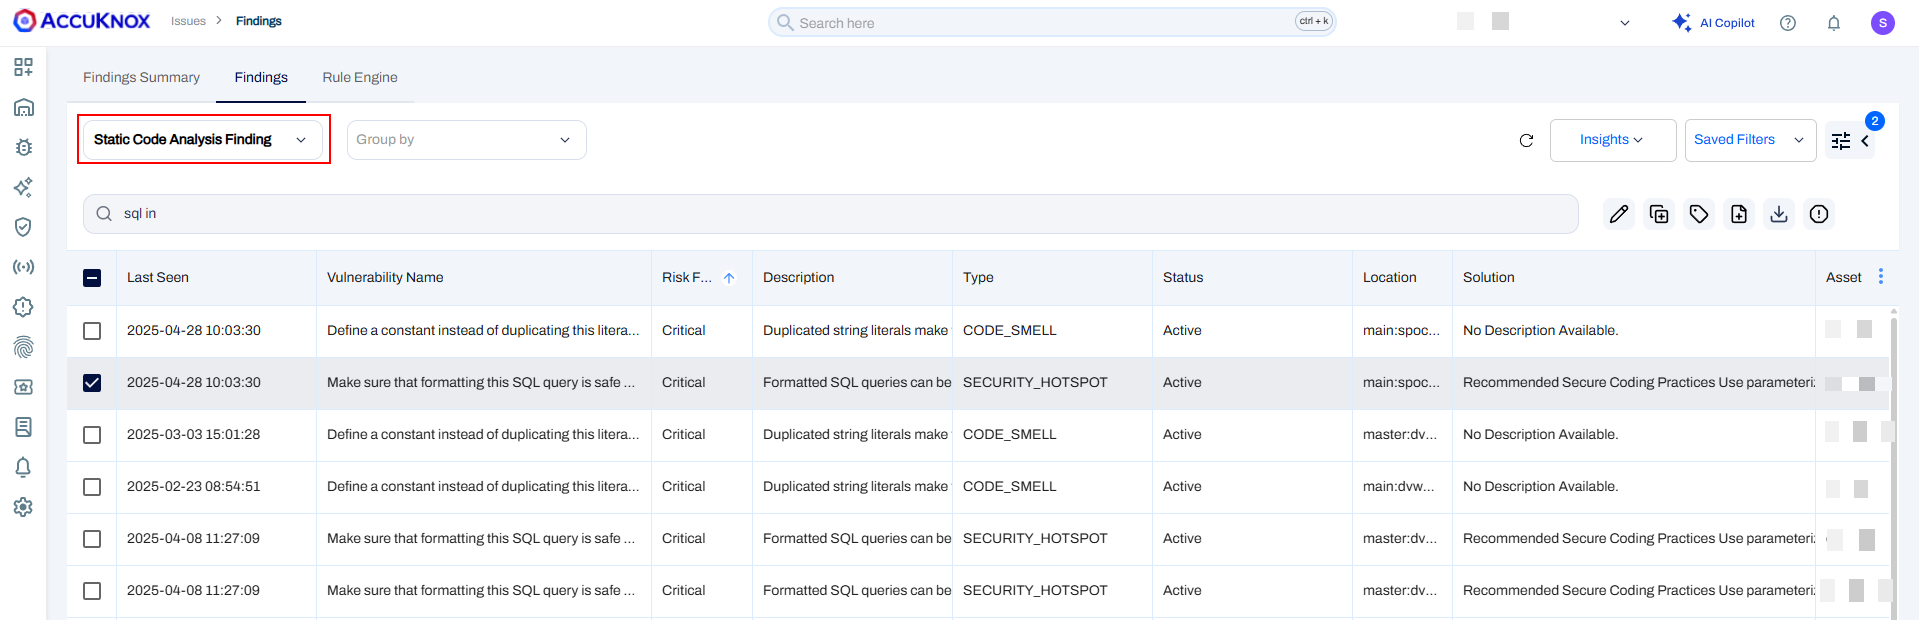 ACCUKNOX Issues > Findings Search here ctrl + k AI Copilot S
Findings Summary Findings Rule Engine
Static Code Analysis Finding Group by Insights Saved Filters 2
sql in
Last Seen Vulnerability Name Risk F... Description Type Status Location Solution Asset
2025-04-28 10:03:30 Define a constant instead of duplicating this litera... Critical Duplicated string literals make CODE_SMELL Active main:spoc... No Description Available.
2025-04-28 10:03:30 Make sure that formatting this SQL query is safe ... Critical Formatted SQL queries can be SECURITY_HOTSPOT Active main:spoc... Recommended Secure Coding Practices Use parameteri
2025-03-03 15:01:28 Define a constant instead of duplicating this litera... Critical Duplicated string literals make CODE_SMELL Active master:dv... No Description Available.
2025-02-23 08:54:51 Define a constant instead of duplicating this litera... Critical Duplicated string literals make CODE_SMELL Active main:dvw... No Description Available.
2025-04-08 11:27:09 Make sure that formatting this SQL query is safe ... Critical Formatted SQL queries can be SECURITY_HOTSPOT Active master:dv... Recommended Secure Coding Practices Use parameteri
2025-04-08 11:27:09 Make sure that formatting this SQL query is safe ... Critical Formatted SQL queries can be SECURITY_HOTSPOT Active master:dv... Recommended Secure Coding Practices Use parameteri